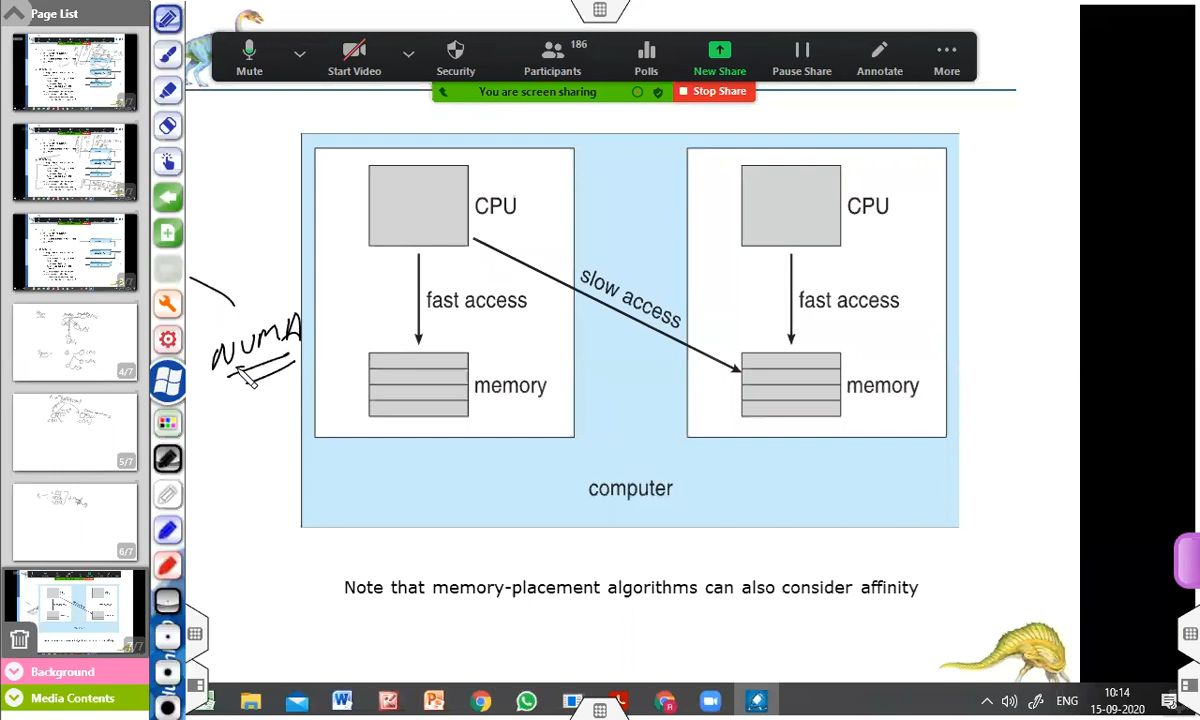 Page List
Mute
Start Video
Security
Participants
186
Polls
New Share
Pause Share
Annotate
More
You are screen sharing
Stop Share
CPU
CPU
slow access
fast access
fast access
NUMA
memory
memory
computer
Note that memory-placement algorithms can also consider affinity
4/7
5/7
6/7
7/7
Background
Media Contents
ENG
10:14
15-09-2020